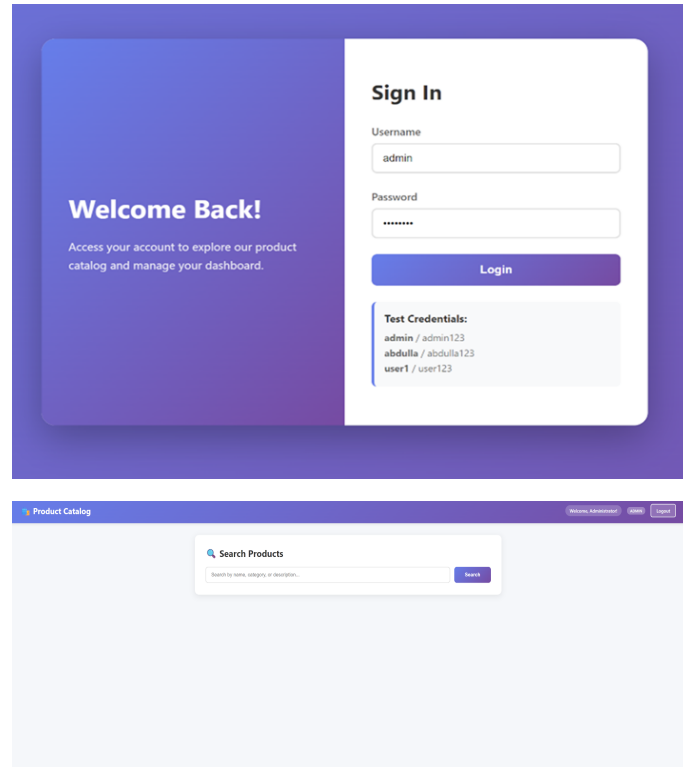 Welcome Back!
Access your account to explore our product
catalog and manage your dashboard.
Sign In
Username
admin
Password
••••••••
Login
Test Credentials:
admin / admin123
abdulla / abdulla123
user1 / user123
Product Catalog
Welcome, Administrator!
ADMIN
Logout
Search Products
Search by name, category, or description...
Search